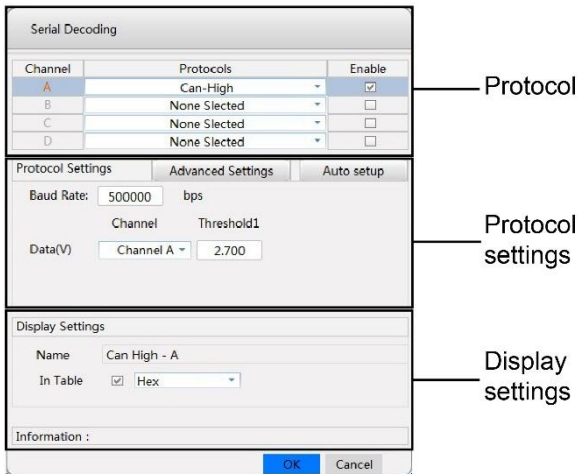 Serial Decoding
Channel Protocols Enable
A Can-High
B None Slected
C None Slected
D None Slected
Protocol
Protocol Settings Advanced Settings Auto setup
Baud Rate: 500000 bps
Channel Threshold1
Data(V) Channel A 2.700
Protocol
settings
Display Settings
Name Can High - A
In Table Hex
Display
settings
Information :
OK Cancel